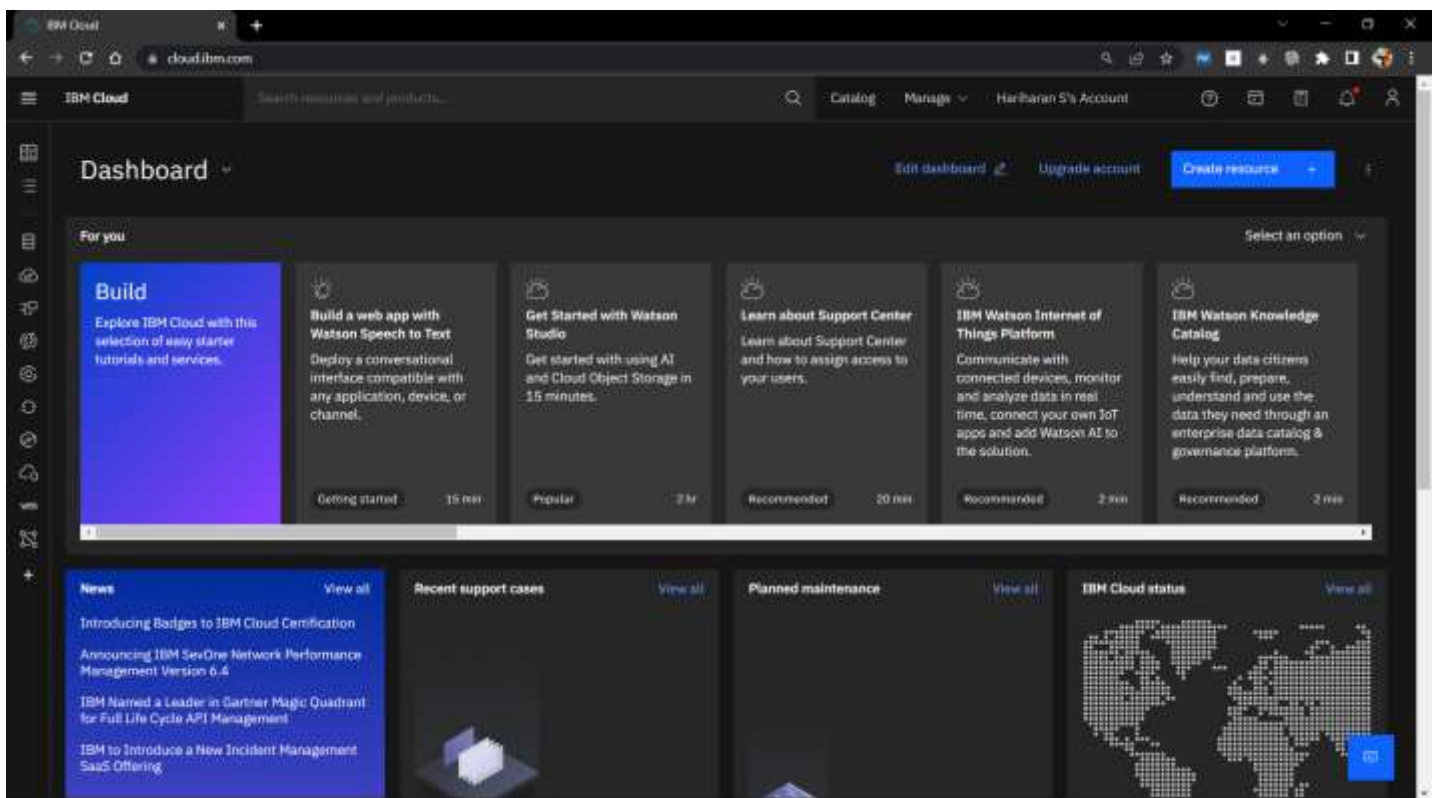 IBM Cloud
cloud.ibm.com
IBM Cloud
Search resources and products...
Catalog
Manage
Hariharan S's Account
Dashboard
Edit dashboard
Upgrade account
Create resource +
For you
Select an option
Build
Explore IBM Cloud with this
selection of easy starter
tutorials and services.
Build a web app with
Watson Speech to Text
Deploy a conversational
interface compatible with
any application, device, or
channel.
Getting started
15 min
Get Started with Watson
Studio
Get started with using AI
and Cloud Object Storage in
15 minutes.
Popular
2 hr
Learn about Support Center
Learn about Support Center
and how to assign access to
your users.
Recommended
20 min
IBM Watson Internet of
Things Platform
Communicate with
connected devices, monitor
and analyze data in real
time, connect your own IoT
apps and add Watson AI to
the solution.
Recommended
2 min
IBM Watson Knowledge
Catalog
Help your data citizens
easily find, prepare,
understand and use the
data they need through an
enterprise data catalog &
governance platform.
Recommended
2 min
News
View all
Introducing Badges to IBM Cloud Certification
Announcing IBM SevOne Network Performance
Management Version 6.4
IBM Named a Leader in Gartner Magic Quadrant
for Full Life Cycle API Management
IBM to Introduce a New Incident Management
SaaS Offering
Recent support cases
View all
Planned maintenance
View all
IBM Cloud status
View all